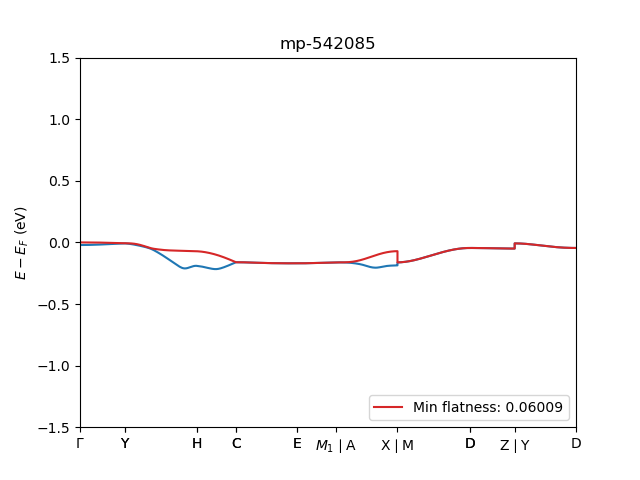 mp-542085
E − E_F (eV)
1.5
1.0
0.5
0.0
−0.5
−1.0
−1.5
Min flatness: 0.06009
Γ Y H C E M_1 | A X | M D Z | Y D